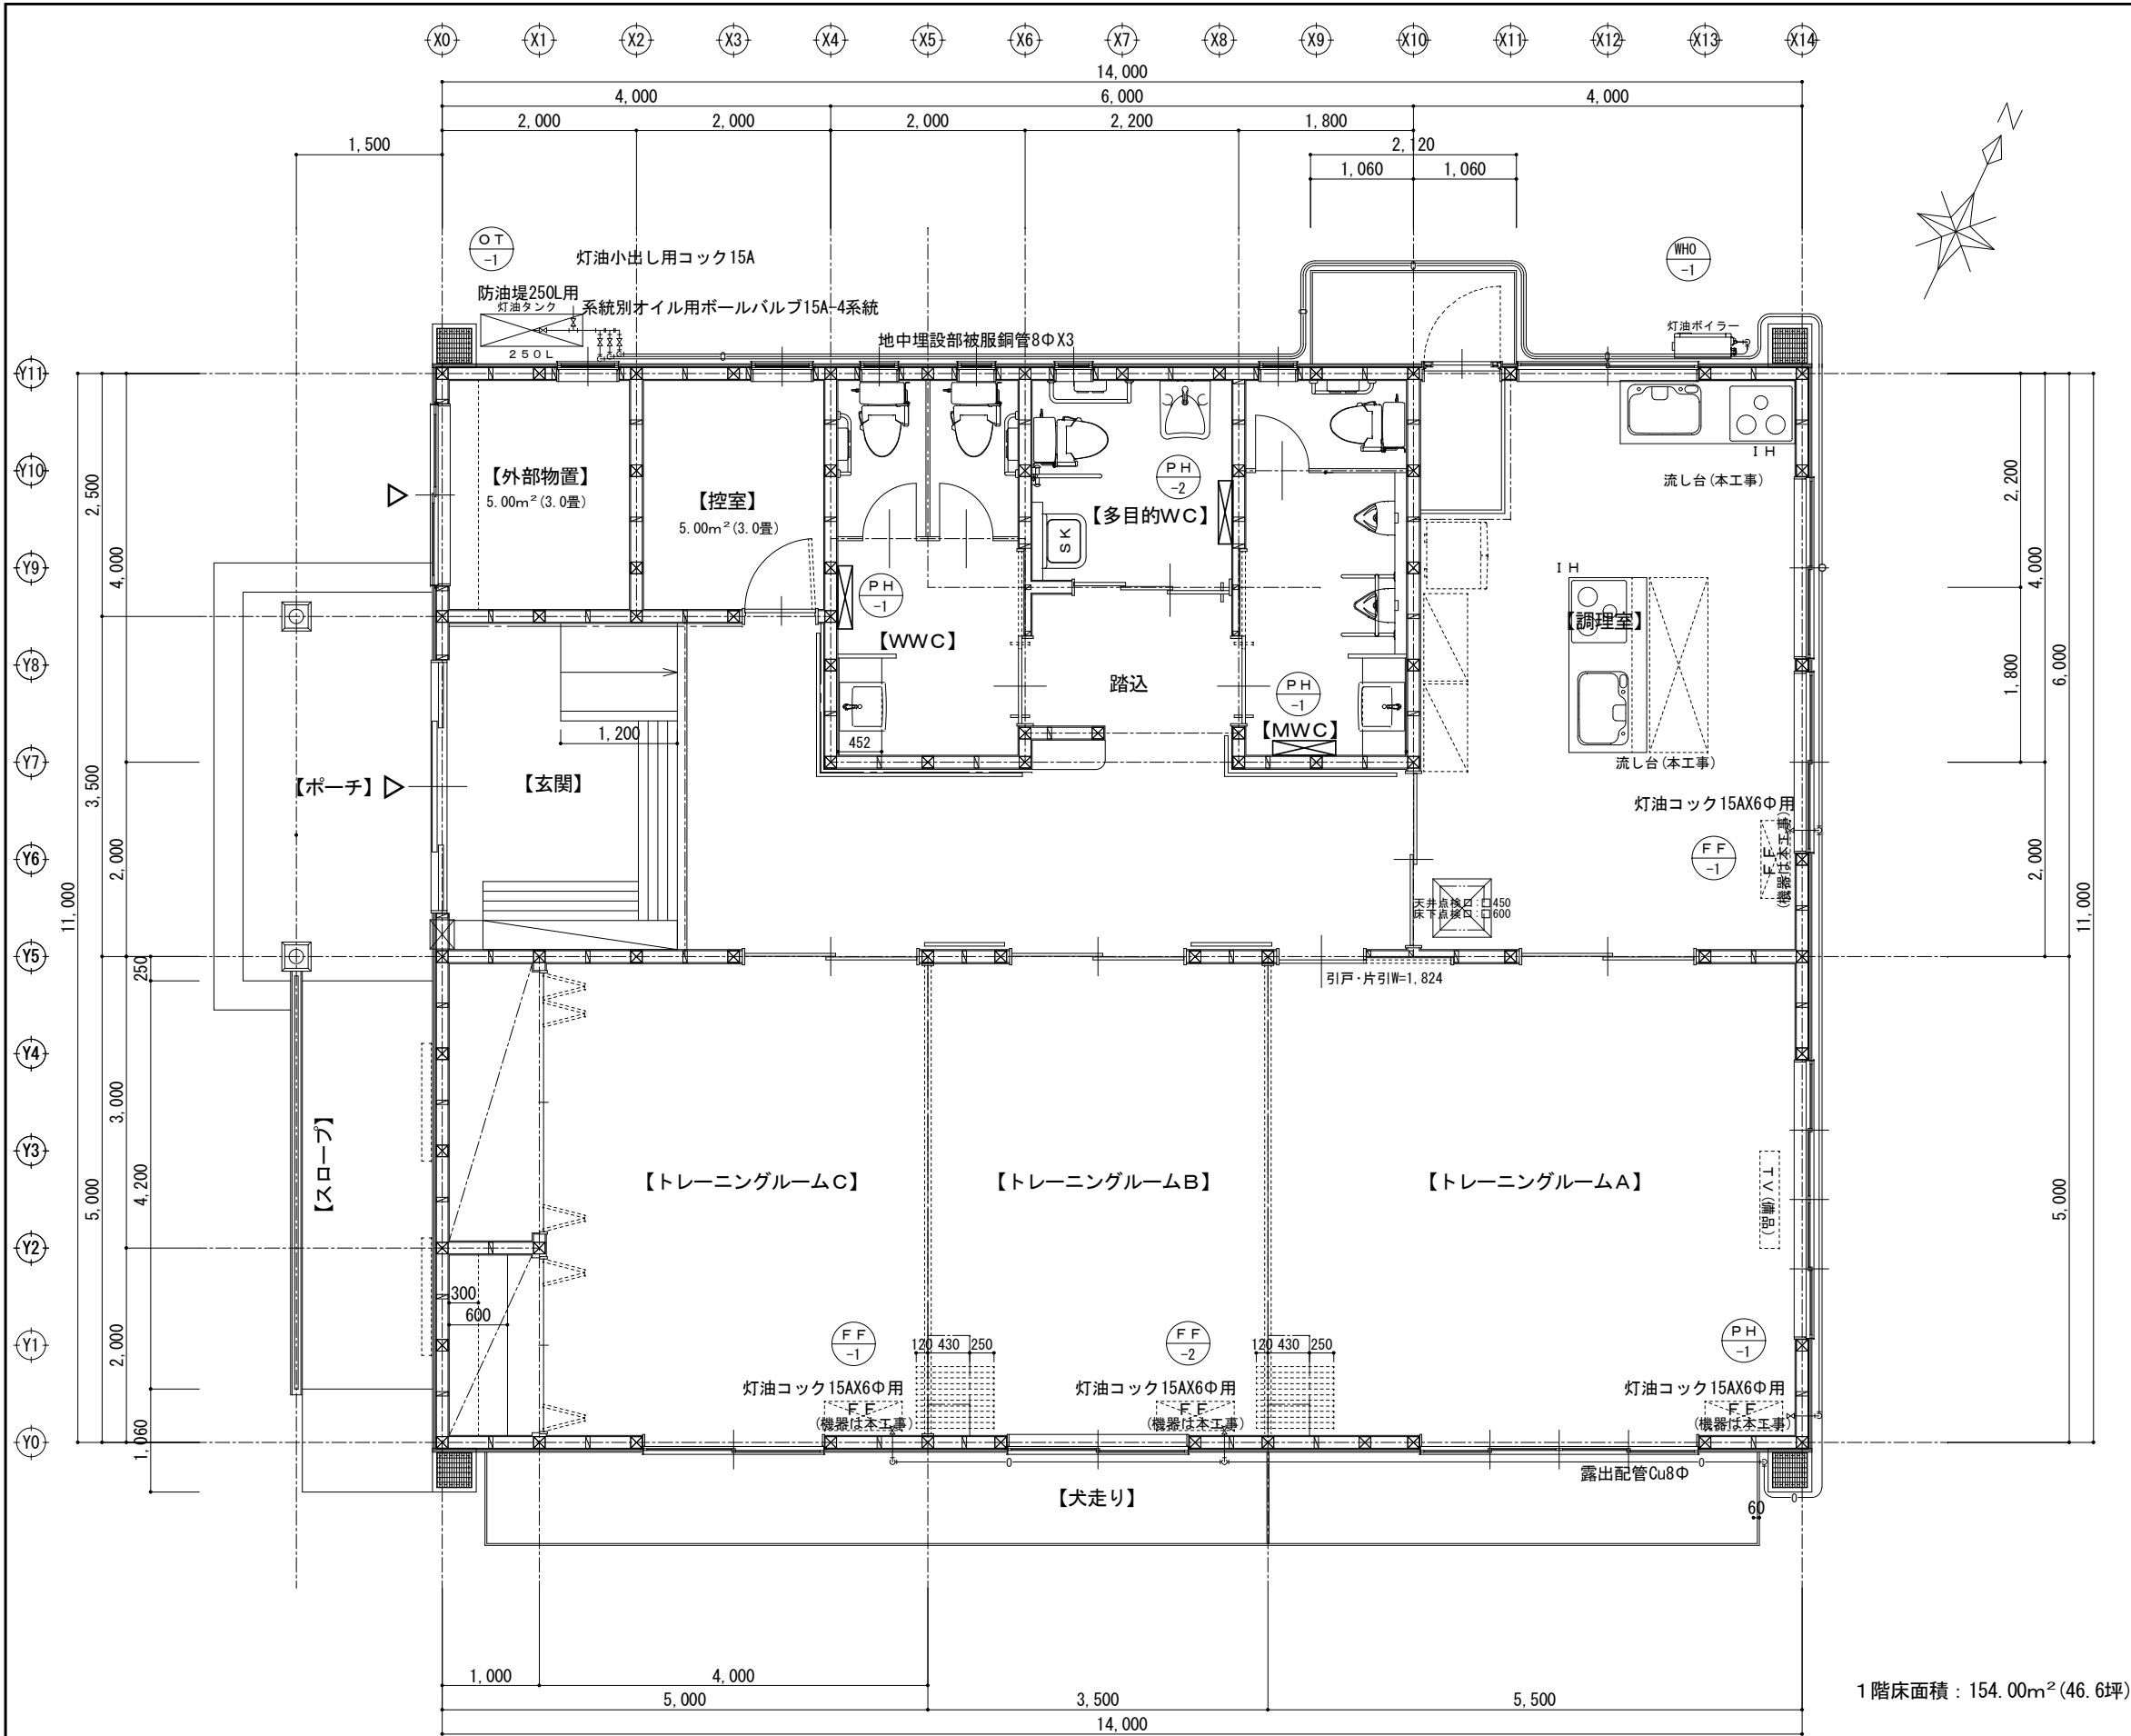 X0 X1 X2 X3 X4 X5 X6 X7 X8 X9 X10 X11 X12 X13 X14
14,000
4,000 6,000 4,000
2,000 2,000 2,000 2,200 1,800
1,500
2,120
1,060 1,060
N
OT
-1
灯油小出し用コック15A
WHO
-1
防油堤250L用
灯油タンク
系統別オイル用ボールバルブ15A-4系統
250L
地中埋設部被服銅管8ΦX3
灯油ボイラー
Y11
Y10
Y9
Y8
Y7
Y6
Y5
Y4
Y3
Y2
Y1
Y0
11,000
2,500
3,500
5,000
4,000
2,000
3,000
2,000
250
4,200
1,060
【外部物置】
5.00m²(3.0畳)
【控室】
5.00m²(3.0畳)
PH
-2
【多目的WC】
SK
PH
-1
【WWC】
踏込
PH
-1
【MWC】
452
IH
流し台(本工事)
IH
【調理室】
流し台(本工事)
灯油コック15AX6Φ用
FF
-1
FF
(機器は本工事)
2,200
1,800
4,000
2,000
6,000
5,000
11,000
1,200
【ポーチ】
【玄関】
天井点検口:□450
床下点検口:□600
引戸・片引W=1,824
【スロープ】
【トレーニングルームC】
【トレーニングルームB】
【トレーニングルームA】
TV(備品)
300
600
FF
-1
120 430 250
灯油コック15AX6Φ用
FF
(機器は本工事)
FF
-2
120 430 250
灯油コック15AX6Φ用
FF
(機器は本工事)
PH
-1
灯油コック15AX6Φ用
FF
(機器は本工事)
露出配管Cu8Φ
【犬走り】
60
1,000 4,000
5,000 3,500 5,500
14,000
1階床面積：154.00m²(46.6坪)